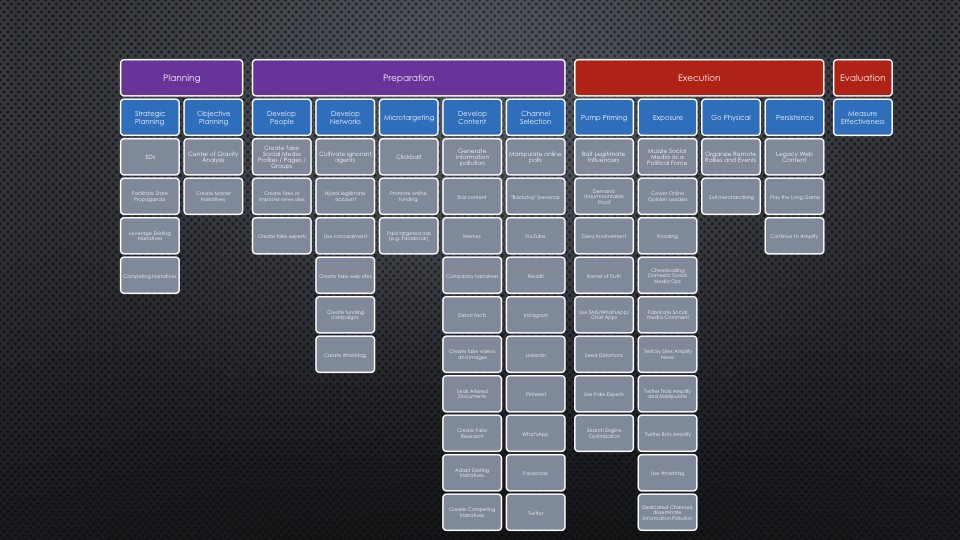 Planning
Preparation
Execution
Evaluation
Strategic
Planning
Objective
Planning
Develop
People
Develop
Networks
Microtargeting
Develop
Content
Channel
Selection
Pump Priming
Exposure
Go Physical
Persistence
Measure
Effectiveness
5Ds
Facilitate State
Propaganda
Leverage Existing
Narratives
Competing Narratives
Center of Gravity
Analysis
Create Master
Narratives
Create fake
Social Media
Profiles / Pages /
Groups
Create fake or
imposter news sites
Create fake experts
Cultivate ignorant
agents
Hijack legitimate
account
Use concealment
Create fake web sites
Create funding
campaigns
Create #hashtag
Clickbait
Promote online
funding
Paid targeted ads
(e.g. Facebook)
Generate
information
pollution
Trial content
Memes
Conspiracy narratives
Distort facts
Create fake videos
and images
Leak Altered
Documents
Create fake
Research
Adapt Existing
Narratives
Create Competing
Narratives
Manipulate online
polls
"Backstop" personas
YouTube
Reddit
Instagram
LinkedIn
Pinterest
WhatsApp
Facebook
Twitter
Bait Legitimate
Influencers
Demand
Unsurmountable
Proof
Deny involvement
Kernel of Truth
Use SMS/WhatsApp/
Chat Apps
Seed Distortions
Use Fake Experts
Search Engine
Optimization
Muzzle Social
Media as a
Political Force
Cower Online
Opinion Leaders
Flooding
Cheerleading
Domestic Social
Media Ops
Fabricate Social
media Comment
Tertiary Sites Amplify
News
Twitter Trolls Amplify
and Manipulate
Twitter Bots Amplify
Use #hashtag
Dedicated Channels
disseminate
Information Pollution
Organize Remote
Rallies and Events
Sell merchandising
Legacy Web
Content
Play the Long Game
Continue to Amplify